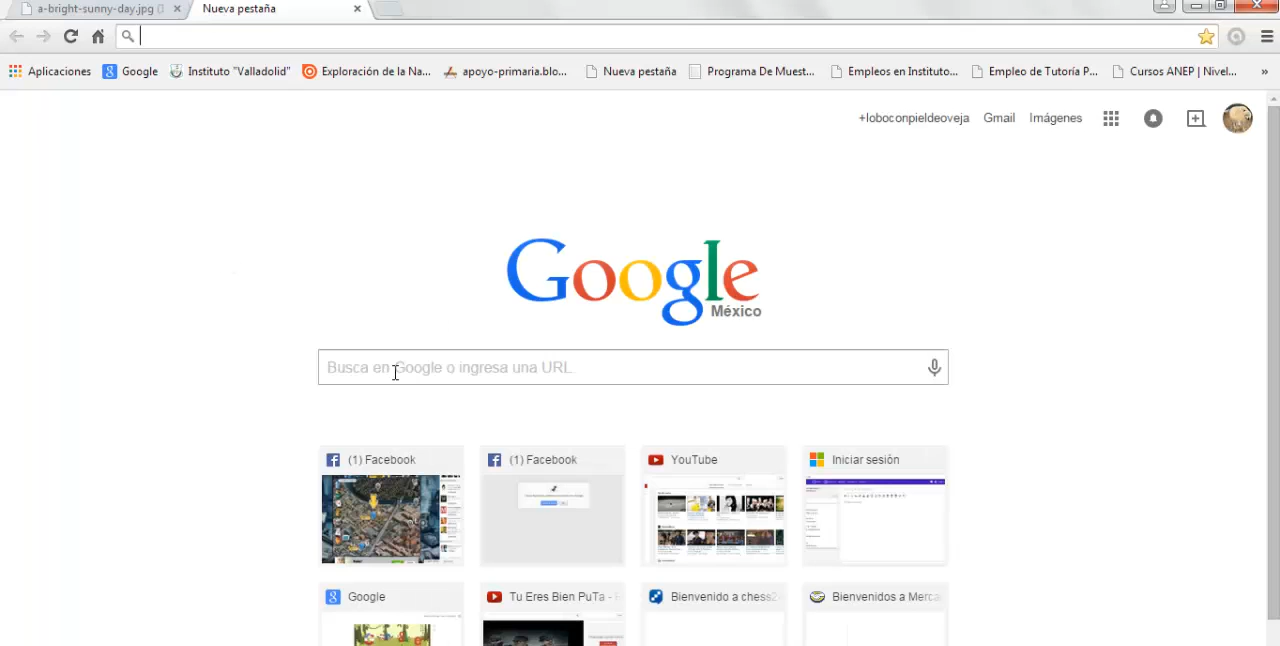 a-bright-sunny-day.jpg (1
Nueva pestaña
Aplicaciones
Google
Instituto "Valladolid"
Exploración de la Na...
apoyo-primaria.blo...
Nueva pestaña
Programa De Muest...
Empleos en Instituto...
Empleo de Tutoría P...
Cursos ANEP | Nivel...
»
+loboconpieldeoveja
Gmail
Imágenes
Google
México
Busca en Google o ingresa una URL
(1) Facebook
(1) Facebook
YouTube
Iniciar sesión
Google
Tu Eres Bien PuTa -
Bienvenido a chess2
Bienvenidos a Merca